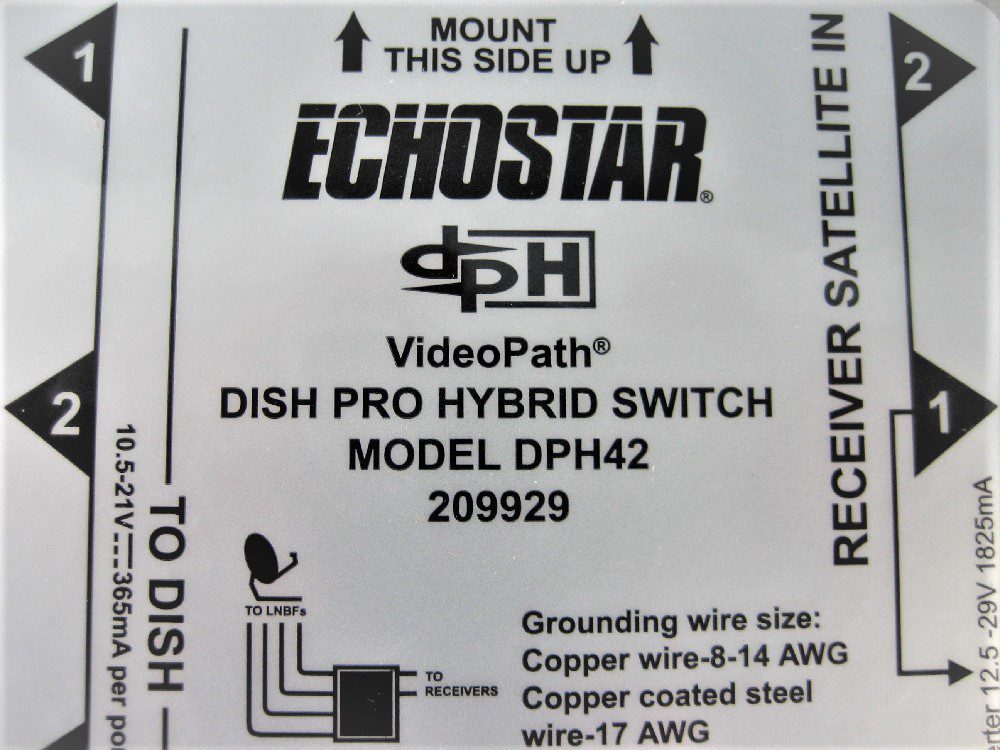 MOUNT
THIS SIDE UP
ECHOSTAR®
dpH
VideoPath®
DISH PRO HYBRID SWITCH
MODEL DPH42
209929
1
2
TO DISH
10.5-21V⎓365mA per
2
1
RECEIVER SATELLITE IN
12.5 -29V 1825mA
TO LNBFs
TO
RECEIVERS
Grounding wire size:
Copper wire-8-14 AWG
Copper coated steel
wire-17 AWG